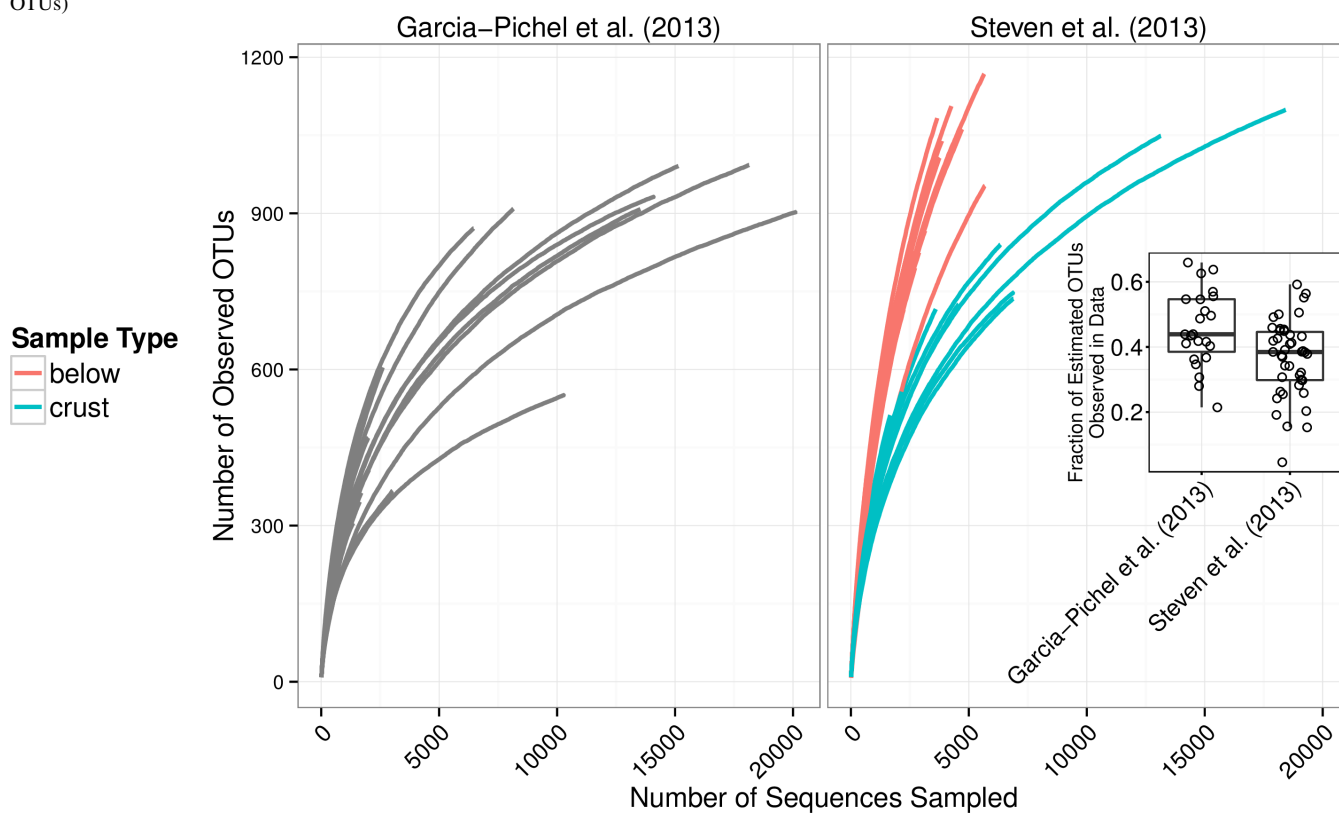 OTUs)
Garcia−Pichel et al. (2013)
Steven et al. (2013)
1200
900
600
300
0
Number of Observed OTUs
Sample Type
below
crust
0.6
0.4
0.2
Fraction of Estimated OTUs
Observed in Data
Garcia−Pichel et al. (2013)
Steven et al. (2013)
0
5000
10000
15000
20000
0
5000
10000
15000
20000
Number of Sequences Sampled